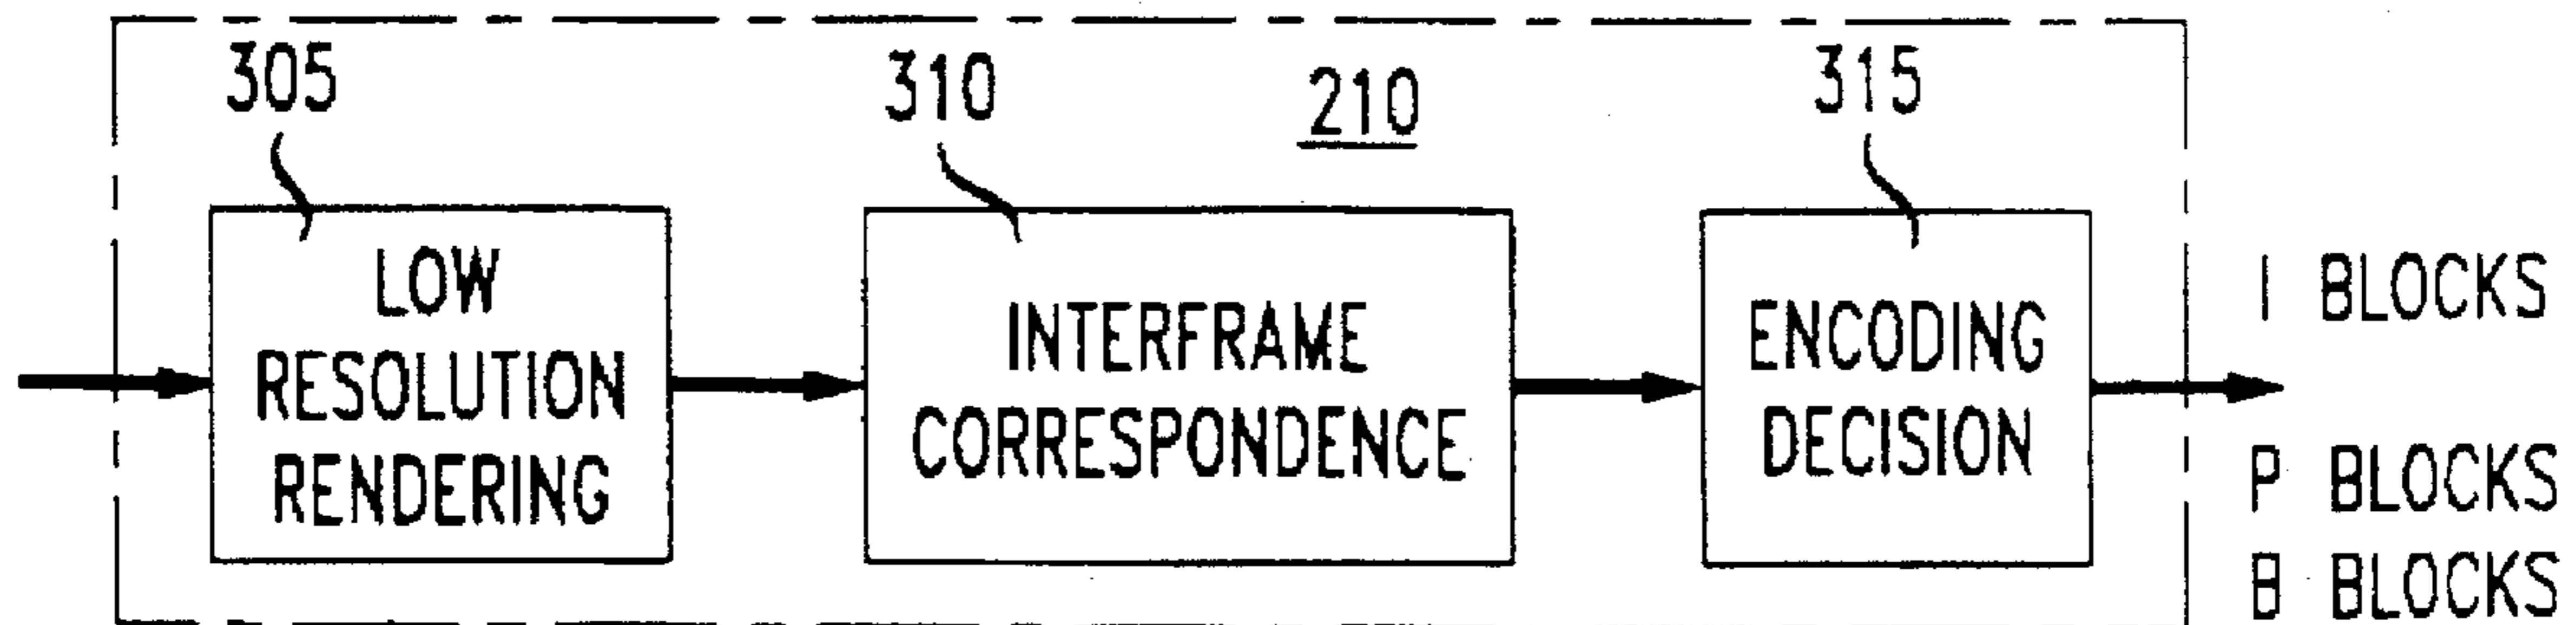 305
310
210
315
LOW
RESOLUTION
RENDERING
INTERFRAME
CORRESPONDENCE
ENCODING
DECISION
I BLOCKS
P BLOCKS
B BLOCKS